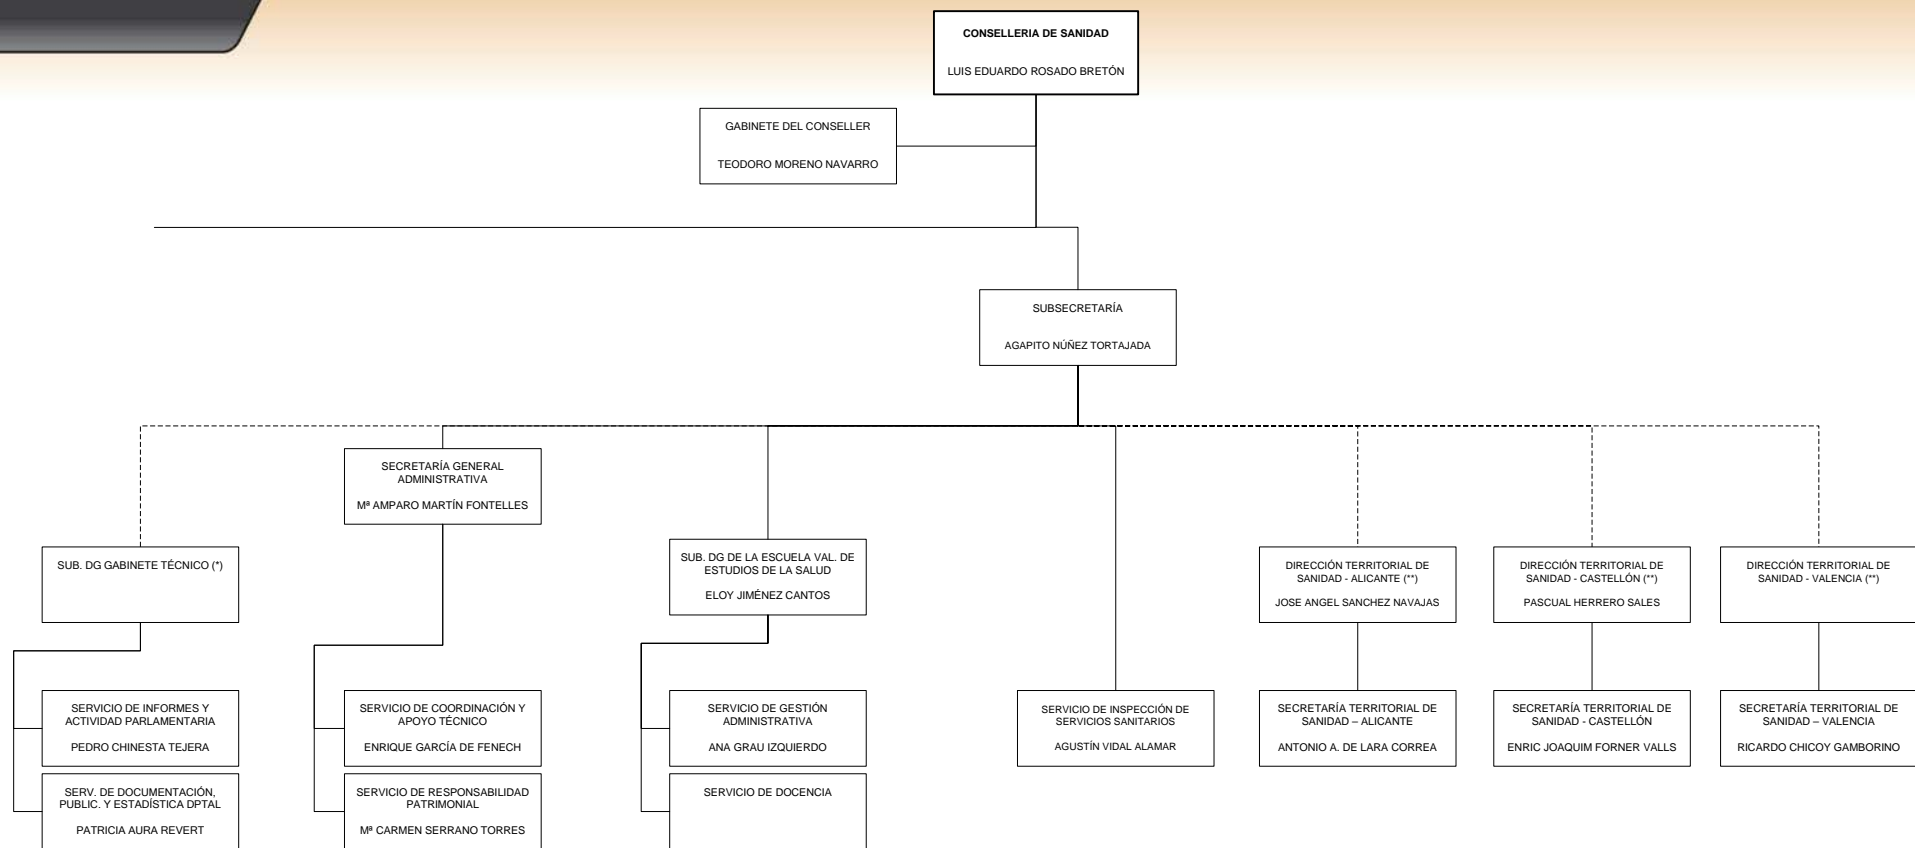 CONSELLERIA DE SANIDAD
LUIS EDUARDO ROSADO BRETÓN
GABINETE DEL CONSELLER
TEODORO MORENO NAVARRO
SUBSECRETARÍA
AGAPITO NÚÑEZ TORTAJADA
SECRETARÍA GENERAL
ADMINISTRATIVA
Mª AMPARO MARTÍN FONTELLES
SUB. DG GABINETE TÉCNICO (*)
SUB. DG DE LA ESCUELA VAL. DE
ESTUDIOS DE LA SALUD
ELOY JIMÉNEZ CANTOS
DIRECCIÓN TERRITORIAL DE
SANIDAD - ALICANTE (**)
JOSE ANGEL SANCHEZ NAVAJAS
DIRECCIÓN TERRITORIAL DE
SANIDAD - CASTELLÓN (**)
PASCUAL HERRERO SALES
DIRECCIÓN TERRITORIAL DE
SANIDAD - VALENCIA (**)
SERVICIO DE INFORMES Y
ACTIVIDAD PARLAMENTARIA
PEDRO CHINESTA TEJERA
SERVICIO DE COORDINACIÓN Y
APOYO TÉCNICO
ENRIQUE GARCÍA DE FENECH
SERVICIO DE GESTIÓN
ADMINISTRATIVA
ANA GRAU IZQUIERDO
SERVICIO DE INSPECCIÓN DE
SERVICIOS SANITARIOS
AGUSTÍN VIDAL ALAMAR
SECRETARÍA TERRITORIAL DE
SANIDAD – ALICANTE
ANTONIO A. DE LARA CORREA
SECRETARÍA TERRITORIAL DE
SANIDAD - CASTELLÓN
ENRIC JOAQUIM FORNER VALLS
SECRETARÍA TERRITORIAL DE
SANIDAD – VALENCIA
RICARDO CHICOY GAMBORINO
SERV. DE DOCUMENTACIÓN,
PUBLIC. Y ESTADÍSTICA DPTAL
PATRICIA AURA REVERT
SERVICIO DE RESPONSABILIDAD
PATRIMONIAL
Mª CARMEN SERRANO TORRES
SERVICIO DE DOCENCIA